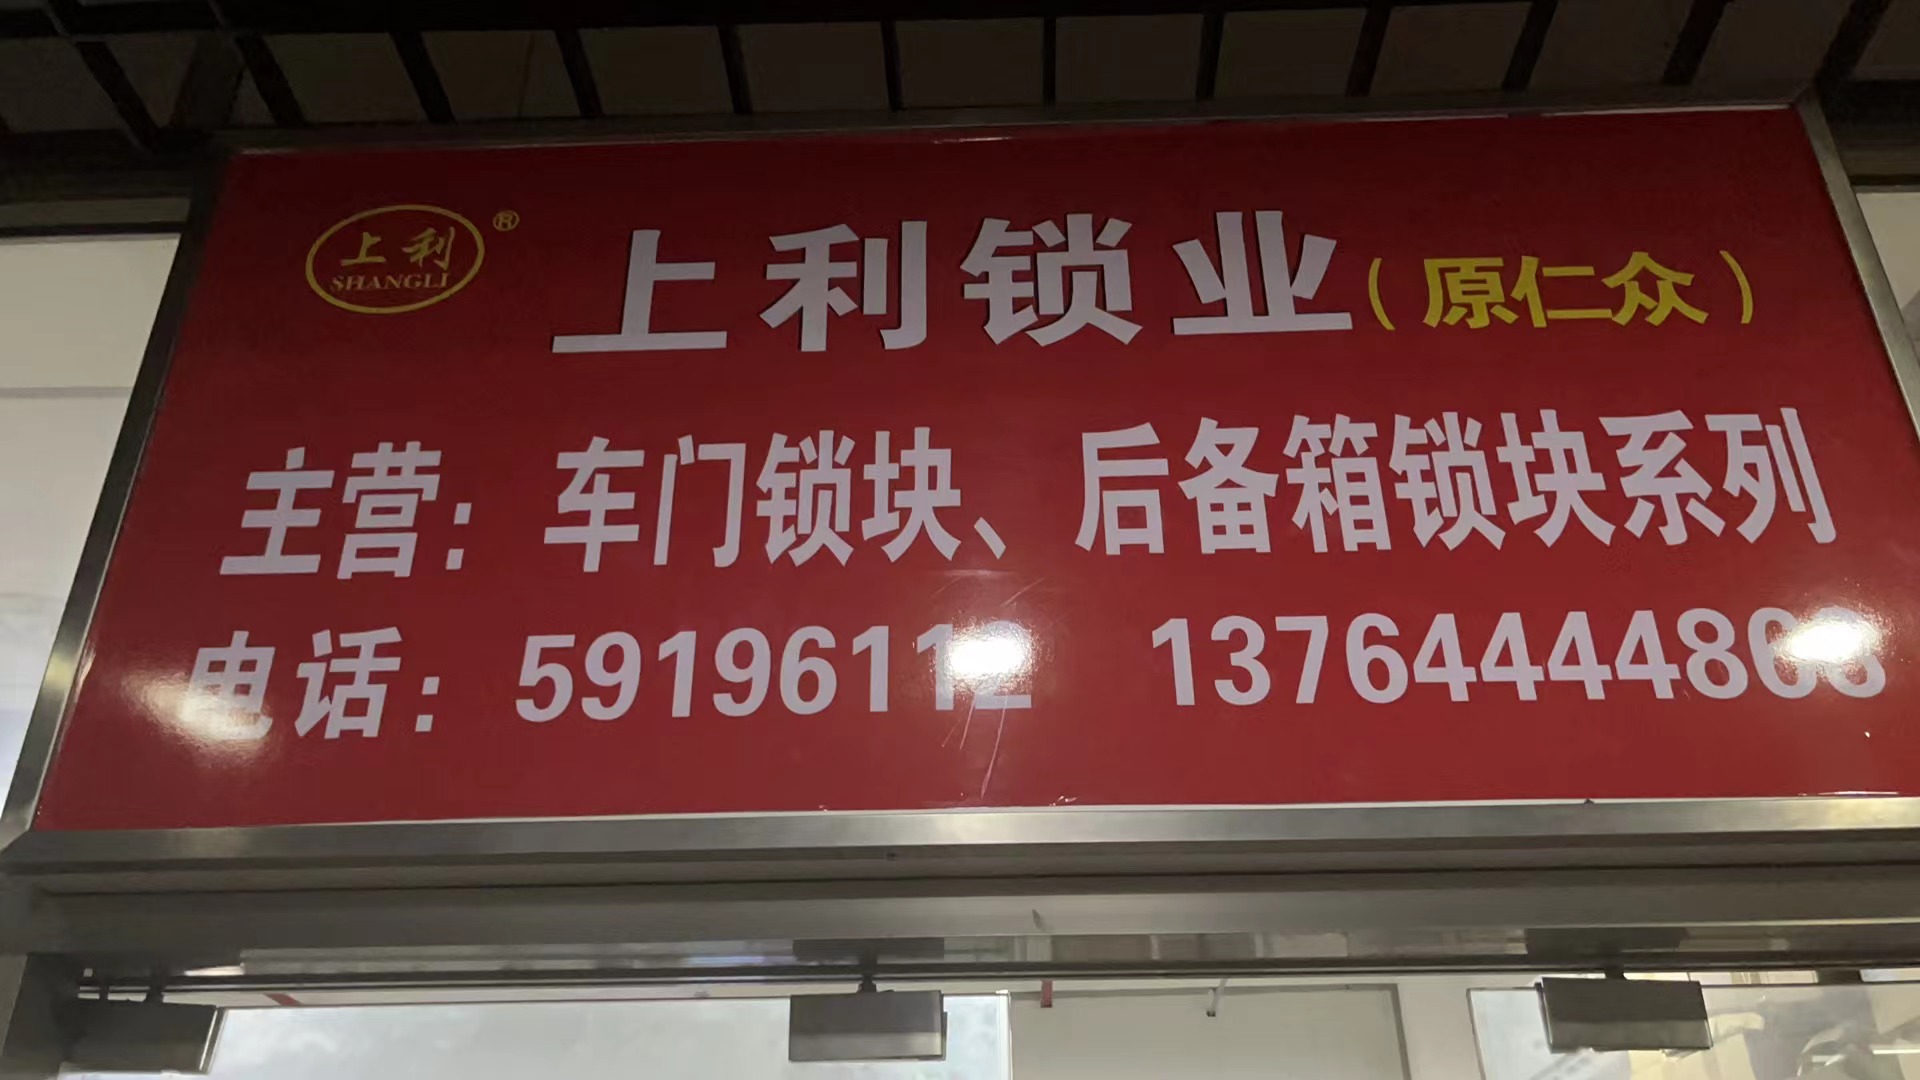 上利 ® 上利锁业（原仁众）
SHANGLI
主营：车门锁块、后备箱锁块系列
电话：59196112